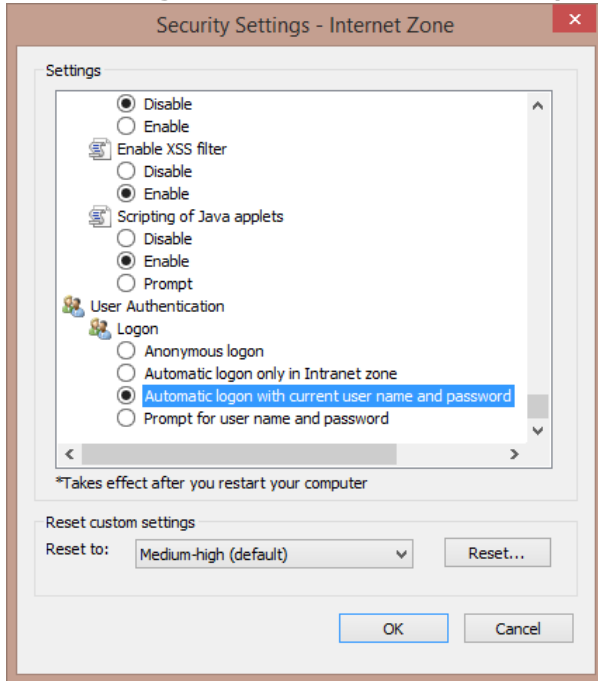 Security Settings - Internet Zone
Settings
Disable
Enable
Enable XSS filter
Disable
Enable
Scripting of Java applets
Disable
Enable
Prompt
User Authentication
Logon
Anonymous logon
Automatic logon only in Intranet zone
Automatic logon with current user name and password
Prompt for user name and password
*Takes effect after you restart your computer
Reset custom settings
Reset to: Medium-high (default) Reset...
OK Cancel